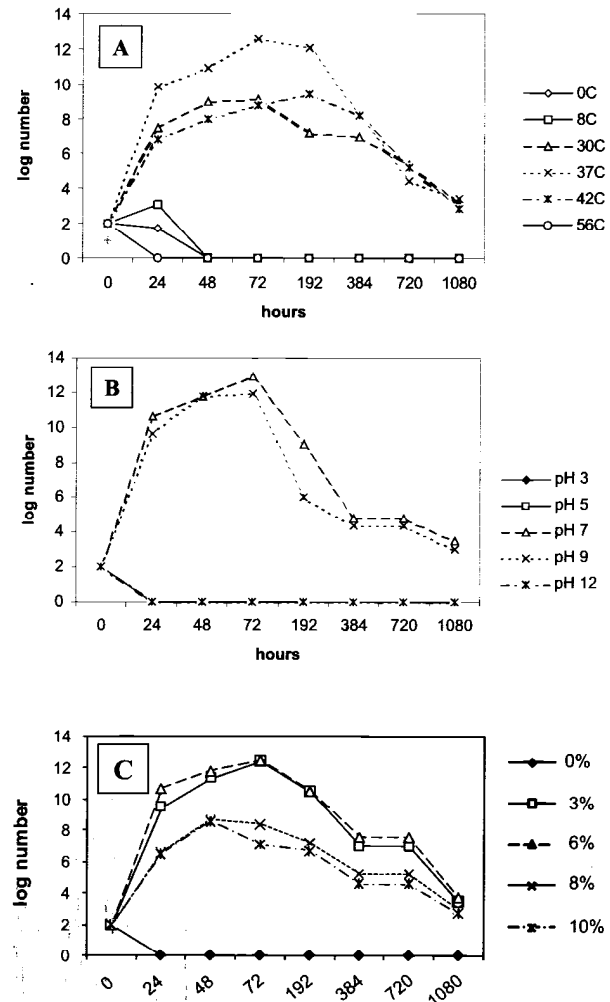 A
14
12
10
8
6
4
2
0
log number
0 24 48 72 192 384 720 1080
hours
0C
8C
30C
37C
42C
56C
B
14
12
10
8
6
4
2
0
log number
0 24 48 72 192 384 720 1080
hours
pH 3
pH 5
pH 7
pH 9
pH 12
C
14
12
10
8
6
4
2
0
log number
0 24 48 72 192 384 720 1080
0%
3%
6%
8%
10%